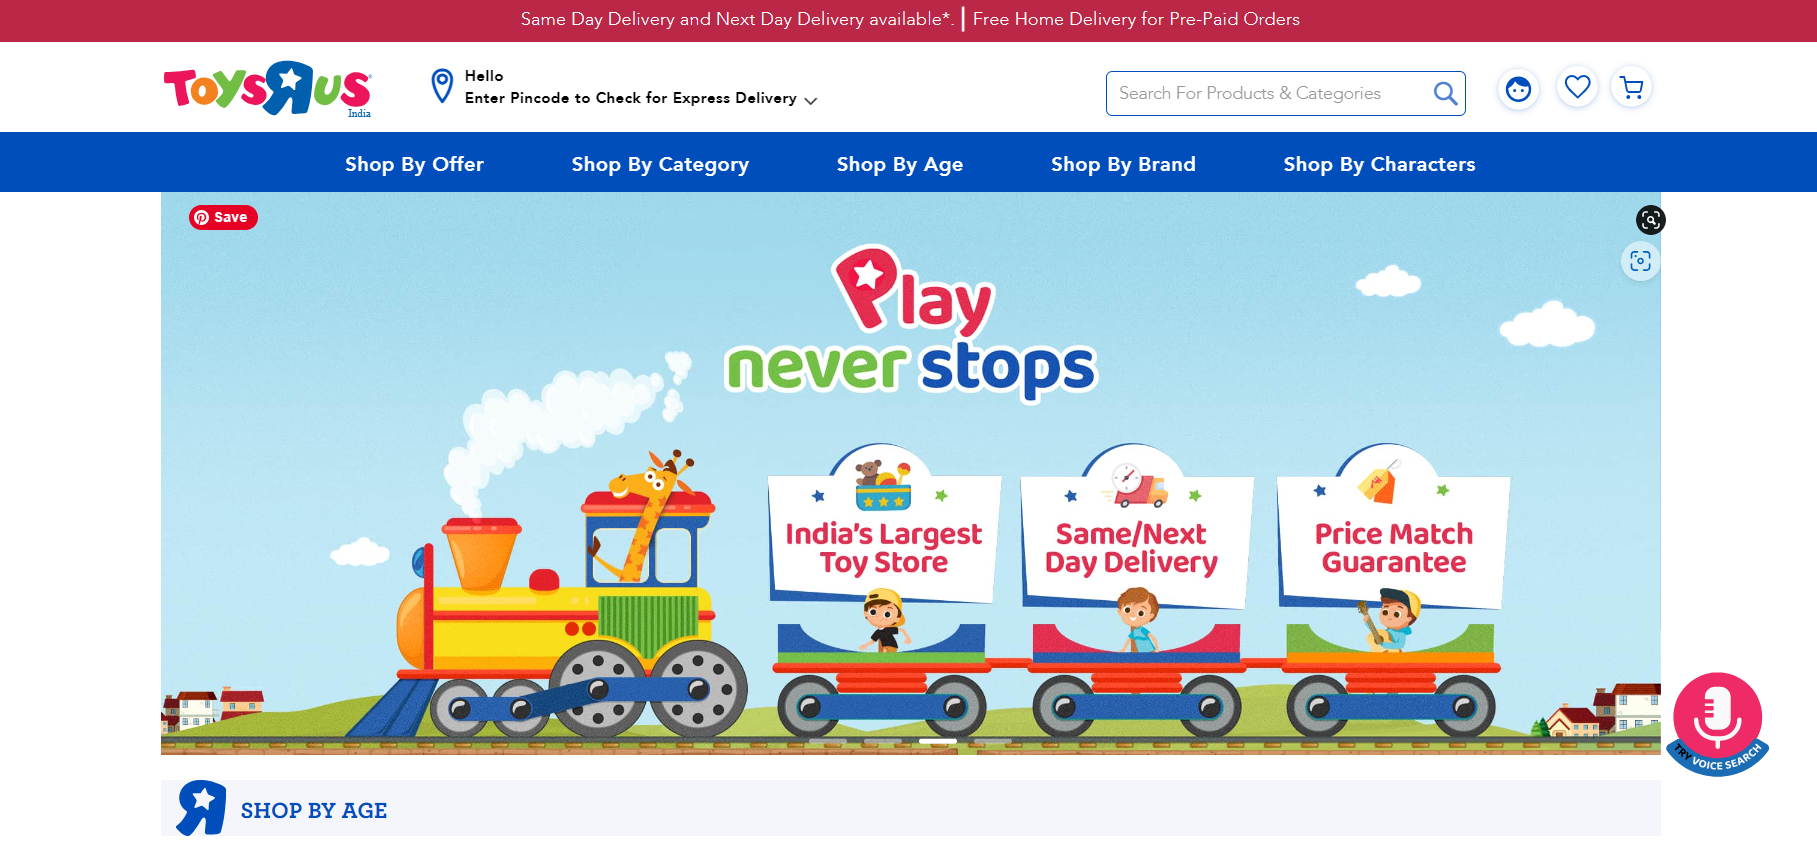 Same Day Delivery and Next Day Delivery available*. | Free Home Delivery for Pre-Paid Orders
ToysЯus®
India
Hello
Enter Pincode to Check for Express Delivery
Search For Products & Categories
Shop By Offer Shop By Category Shop By Age Shop By Brand Shop By Characters
Save
Play
never stops
India's Largest
Toy Store
Same/Next
Day Delivery
Price Match
Guarantee
TRY VOICE SEARCH
SHOP BY AGE